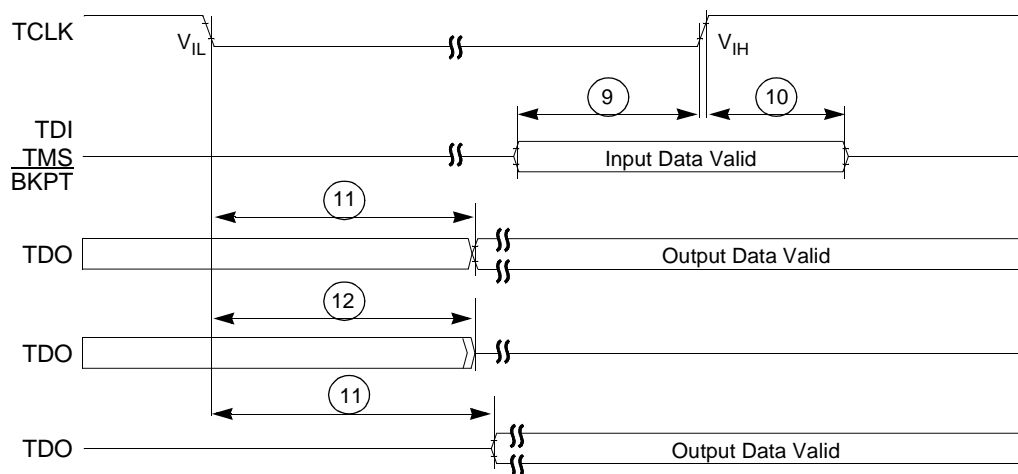 TCLK
V_IL
V_IH
9
10
TDI
TMS
BKPT
Input Data Valid
11
TDO
Output Data Valid
12
TDO
11
TDO
Output Data Valid